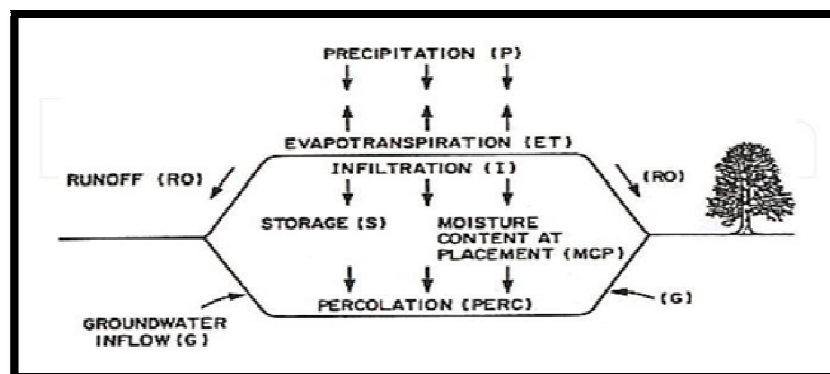 PRECIPITATION (P)
EVAPOTRANSPIRATION (ET)
INFILTRATION (I)
RUNOFF (RO)
(RO)
STORAGE (S)
MOISTURE
CONTENT AT
PLACEMENT (MCP)
PERCOLATION (PERC)
GROUNDWATER
INFLOW (G)
(G)